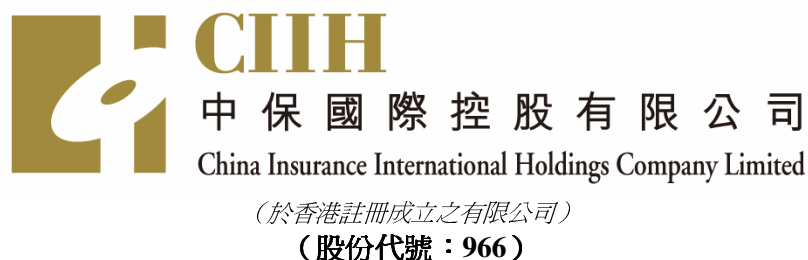 CIIH
中保國際控股有限公司
China Insurance International Holdings Company Limited
（於香港註冊成立之有限公司）
（股份代號：966）